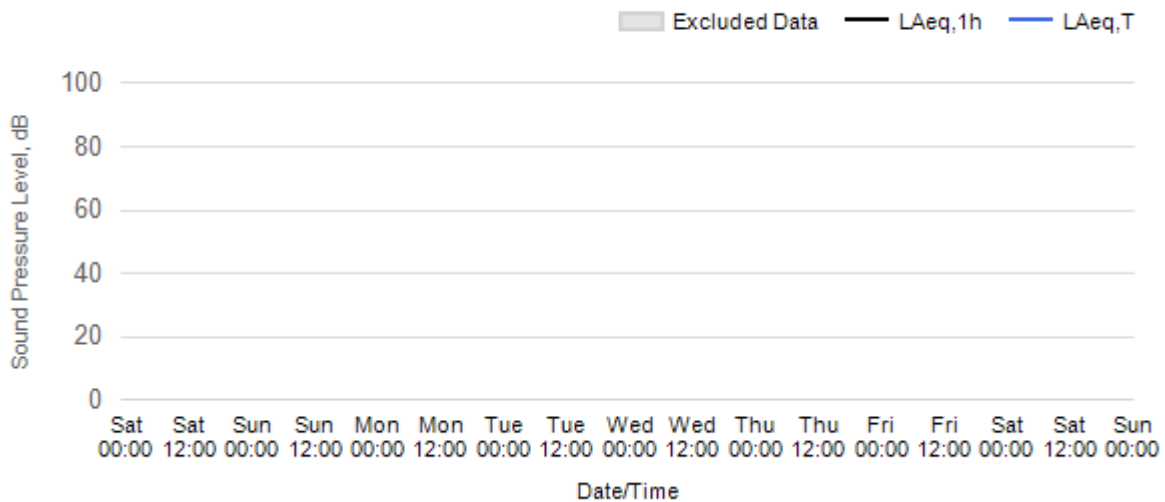 Excluded Data LAeq,1h LAeq,T
Sound Pressure Level, dB
100
80
60
40
20
0
Sat Sat Sun Sun Mon Mon Tue Tue Wed Wed Thu Thu Fri Fri Sat Sat Sun
00:00 12:00 00:00 12:00 00:00 12:00 00:00 12:00 00:00 12:00 00:00 12:00 00:00 12:00 00:00 12:00 00:00
Date/Time